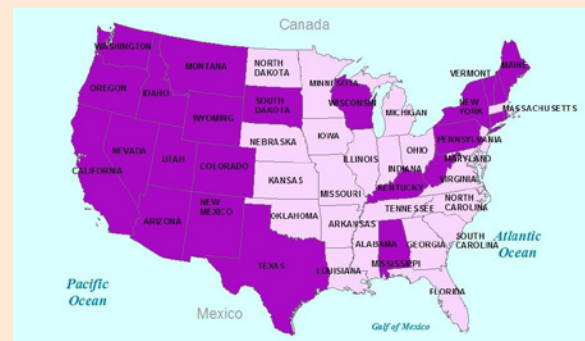 Canada
WASHINGTON
MONTANA
NORTH
DAKOTA
MINNESOTA
VERMONT
MAINE
OREGON
IDAHO
SOUTH
DAKOTA
WISCONSIN
MICHIGAN
NEW
YORK
MASSACHUSETTS
WYOMING
NEBRASKA
IOWA
PENNSYLVANIA
NEVADA
UTAH
COLORADO
KANSAS
ILLINOIS
INDIANA
OHIO
MARYLAND
CALIFORNIA
MISSOURI
KENTUCKY
VIRGINIA
ARIZONA
NEW
MEXICO
OKLAHOMA
ARKANSAS
TENNESSEE
NORTH
CAROLINA
TEXAS
LOUISIANA
ALABAMA
MISSISSIPPI
GEORGIA
SOUTH
CAROLINA
FLORIDA
Atlantic
Ocean
Pacific
Ocean
Mexico
Gulf of Mexico